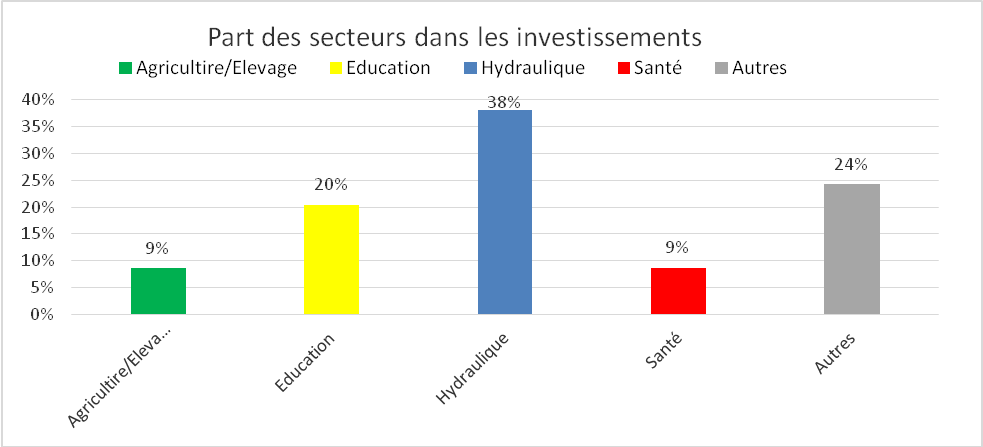 Part des secteurs dans les investissements
Agricultire/Elevage Education Hydraulique Santé Autres
40%
35%
30%
25%
20%
15%
10%
5%
0%
9%
20%
38%
9%
24%
Agricultire/Eleva...
Education
Hydraulique
Santé
Autres